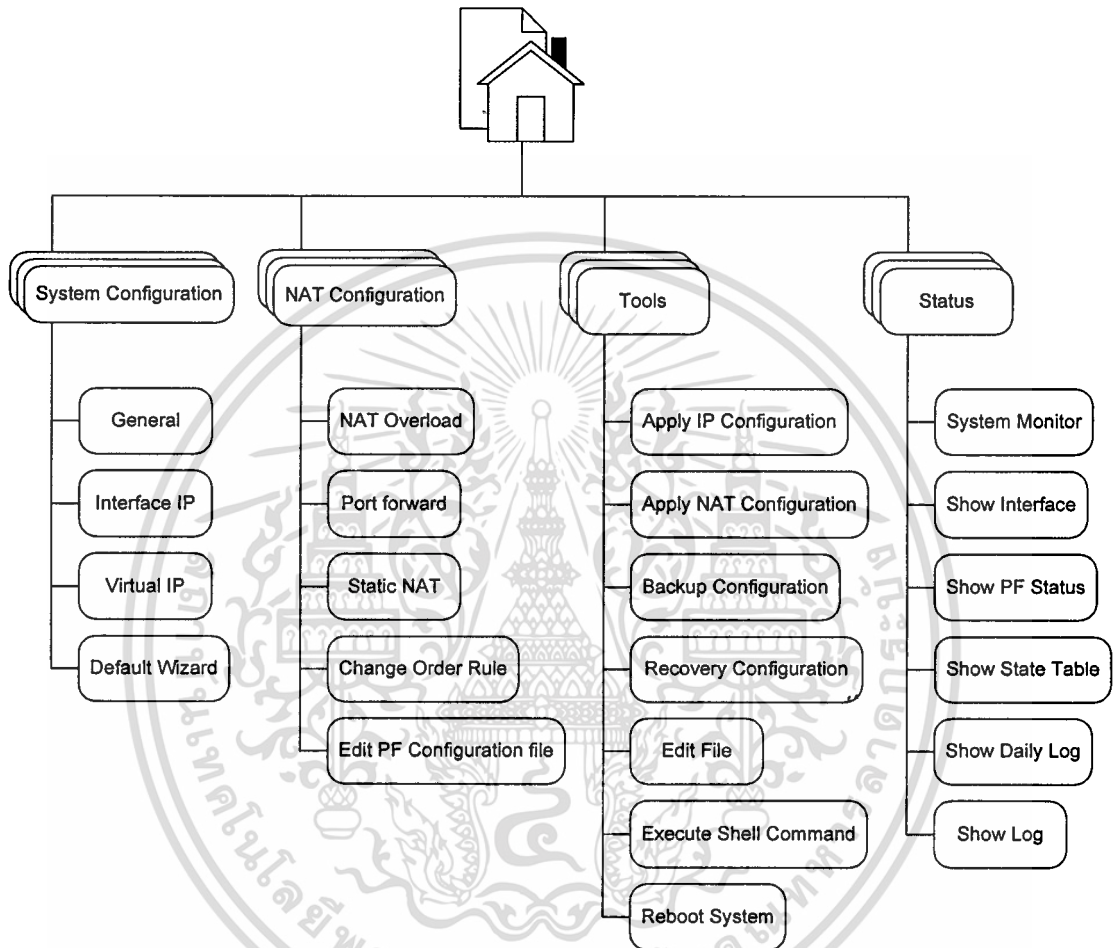 System Configuration
General
Interface IP
Virtual IP
Default Wizard
NAT Configuration
NAT Overload
Port forward
Static NAT
Change Order Rule
Edit PF Configuration file
Tools
Apply IP Configuration
Apply NAT Configuration
Backup Configuration
Recovery Configuration
Edit File
Execute Shell Command
Reboot System
Status
System Monitor
Show Interface
Show PF Status
Show State Table
Show Daily Log
Show Log